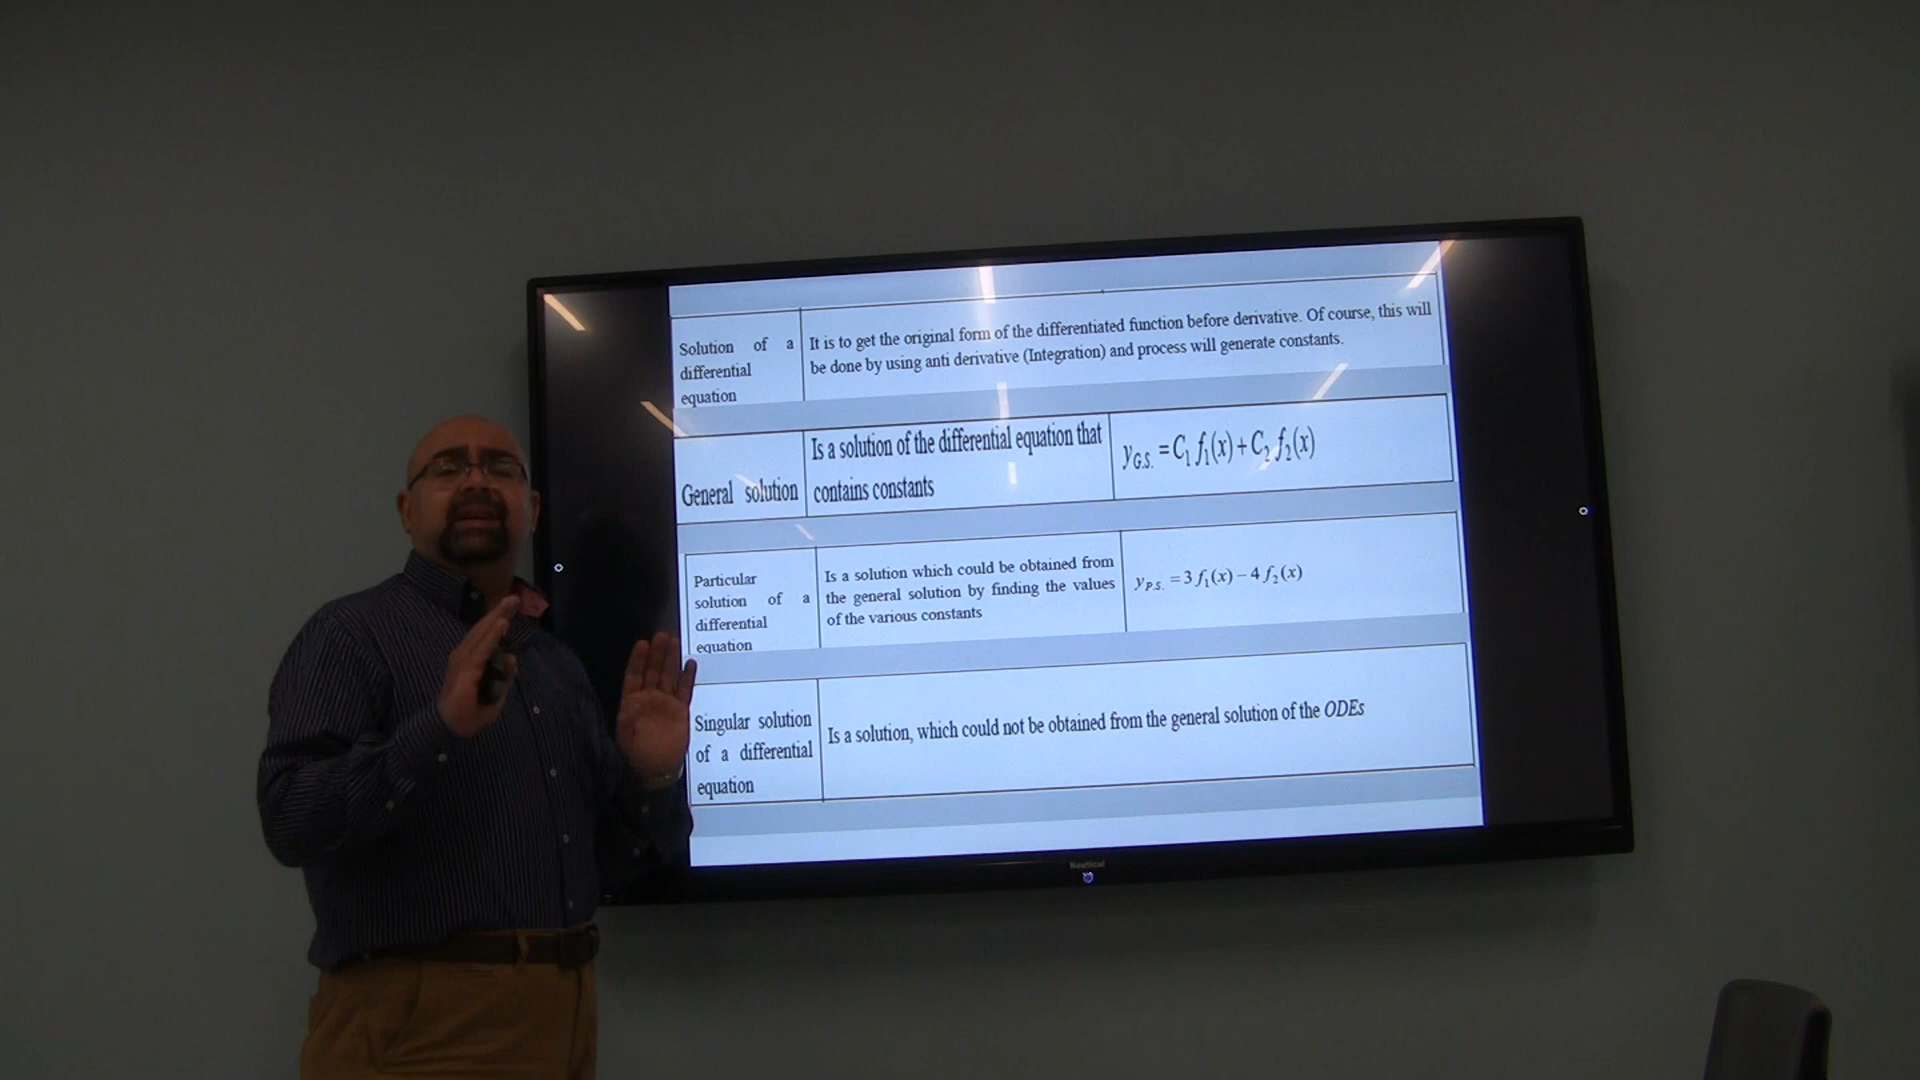 Solution of a
differential
equation
It is to get the original form of the differentiated function before derivative. Of course, this will
be done by using anti derivative (Integration) and process will generate constants.
General solution
Is a solution of the differential equation that
contains constants
y_{G.S.} = C_1 f_1(x) + C_2 f_2(x)
Particular
solution of a
differential
equation
Is a solution which could be obtained from
the general solution by finding the values
of the various constants
y_{P.S.} = 3 f_1(x) − 4 f_2(x)
Singular solution
of a differential
equation
Is a solution, which could not be obtained from the general solution of the ODEs
Nautical